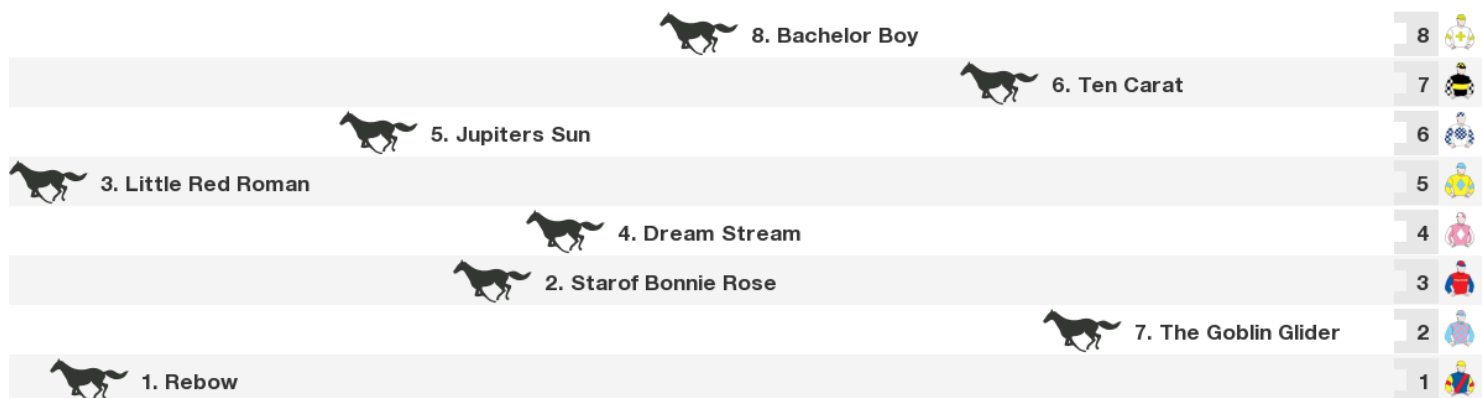 8. Bachelor Boy 8
6. Ten Carat 7
5. Jupiters Sun 6
3. Little Red Roman 5
4. Dream Stream 4
2. Starof Bonnie Rose 3
7. The Goblin Glider 2
1. Rebow 1